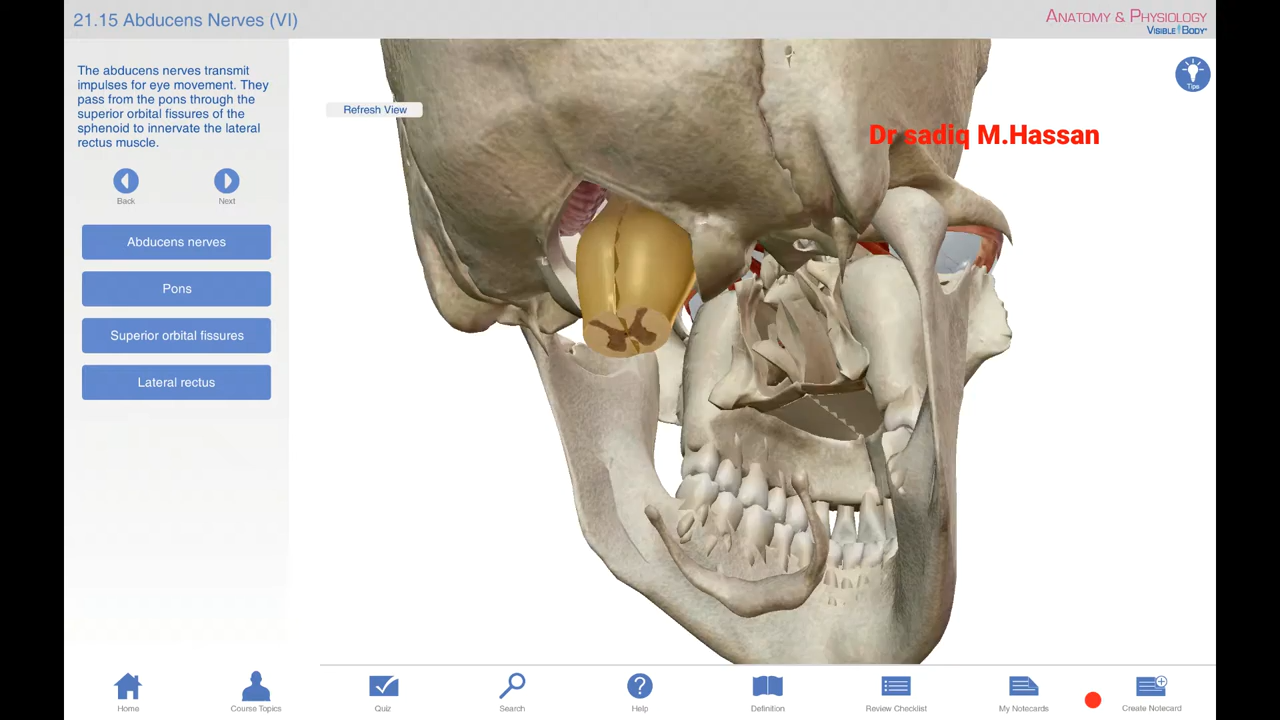 21.15 Abducens Nerves (VI)
ANATOMY & PHYSIOLOGY
VISIBLE BODY®
The abducens nerves transmit
impulses for eye movement. They
pass from the pons through the
superior orbital fissures of the
sphenoid to innervate the lateral
rectus muscle.
Refresh View
Tips
Dr sadiq M.Hassan
Back
Next
Abducens nerves
Pons
Superior orbital fissures
Lateral rectus
Home
Course Topics
Quiz
Search
Help
Definition
Review Checklist
My Notecards
Create Notecard